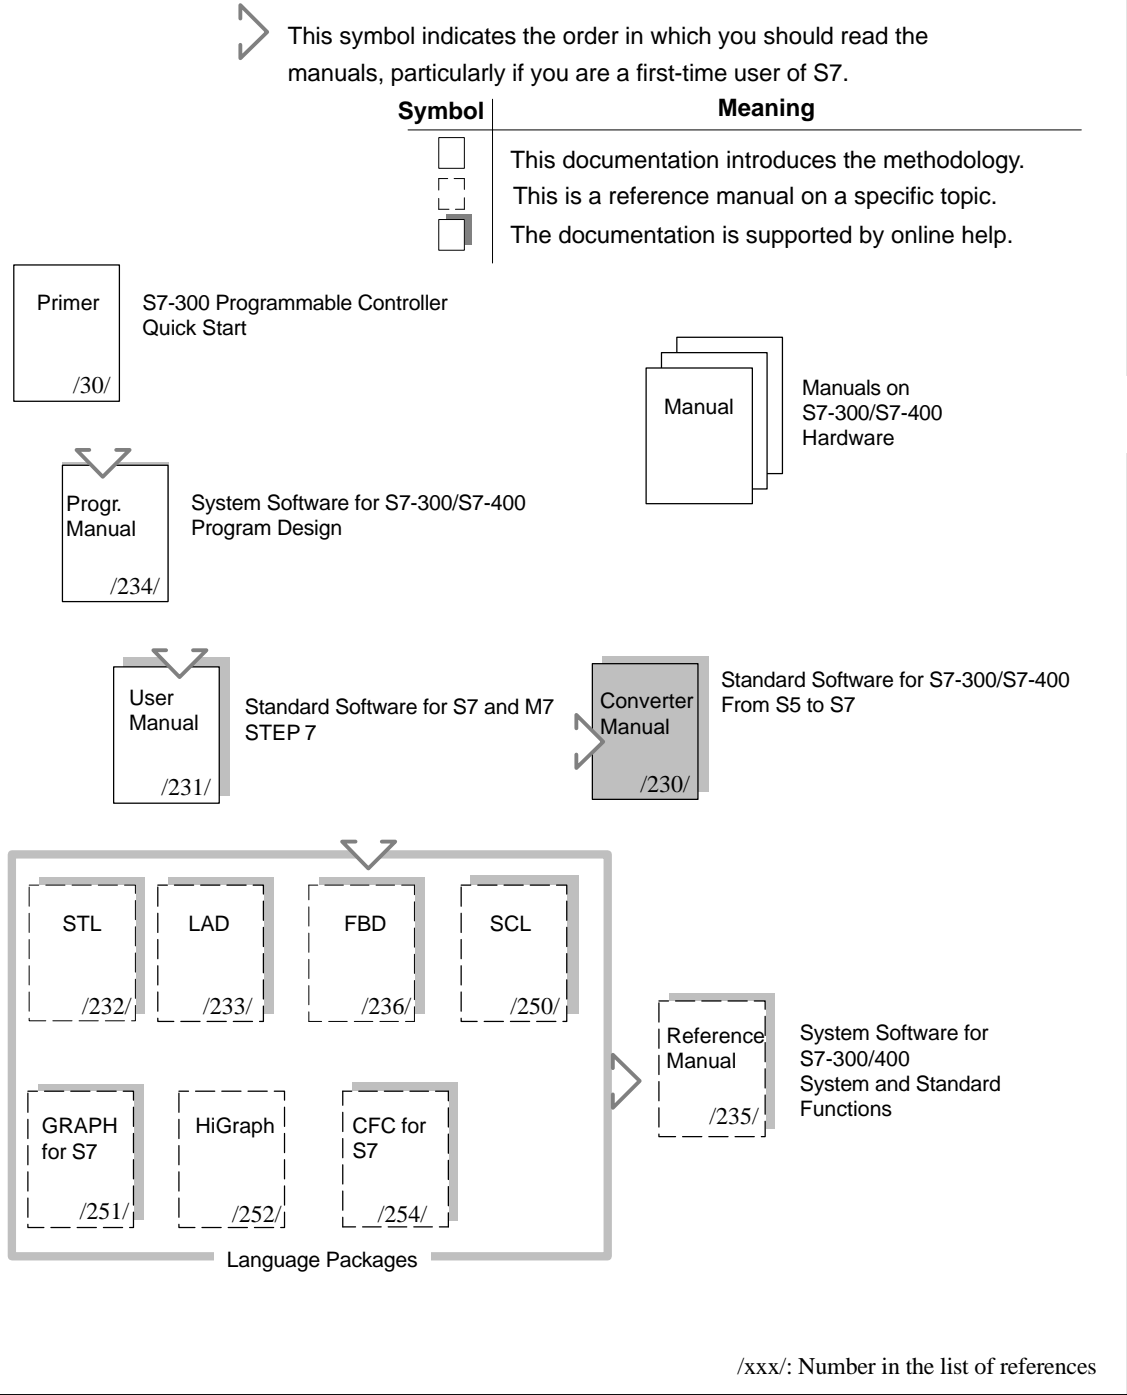 This symbol indicates the order in which you should read the
manuals, particularly if you are a first-time user of S7.
Symbol Meaning
This documentation introduces the methodology.
This is a reference manual on a specific topic.
The documentation is supported by online help.
Primer
/30/
S7-300 Programmable Controller
Quick Start
Manual
Manuals on
S7-300/S7-400
Hardware
Progr.
Manual
/234/
System Software for S7-300/S7-400
Program Design
User
Manual
/231/
Standard Software for S7 and M7
STEP 7
Converter
Manual
/230/
Standard Software for S7-300/S7-400
From S5 to S7
STL
/232/
LAD
/233/
FBD
/236/
SCL
/250/
GRAPH
for S7
/251/
HiGraph
/252/
CFC for
S7
/254/
Language Packages
Reference
Manual
/235/
System Software for
S7-300/400
System and Standard
Functions
/xxx/: Number in the list of references